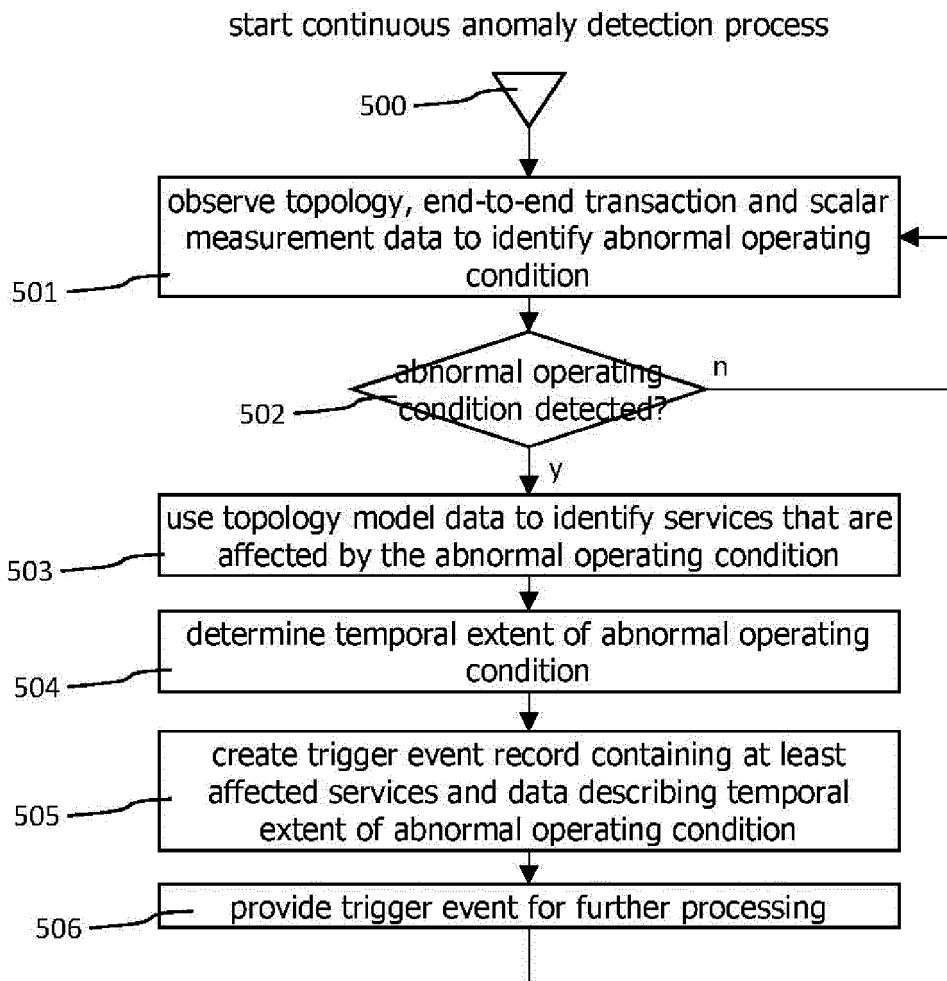 start continuous anomaly detection process
500
observe topology, end-to-end transaction and scalar
measurement data to identify abnormal operating
condition
501
abnormal operating
condition detected?
n
502
y
use topology model data to identify services that are
affected by the abnormal operating condition
503
determine temporal extent of abnormal operating
condition
504
create trigger event record containing at least
affected services and data describing temporal
extent of abnormal operating condition
505
provide trigger event for further processing
506